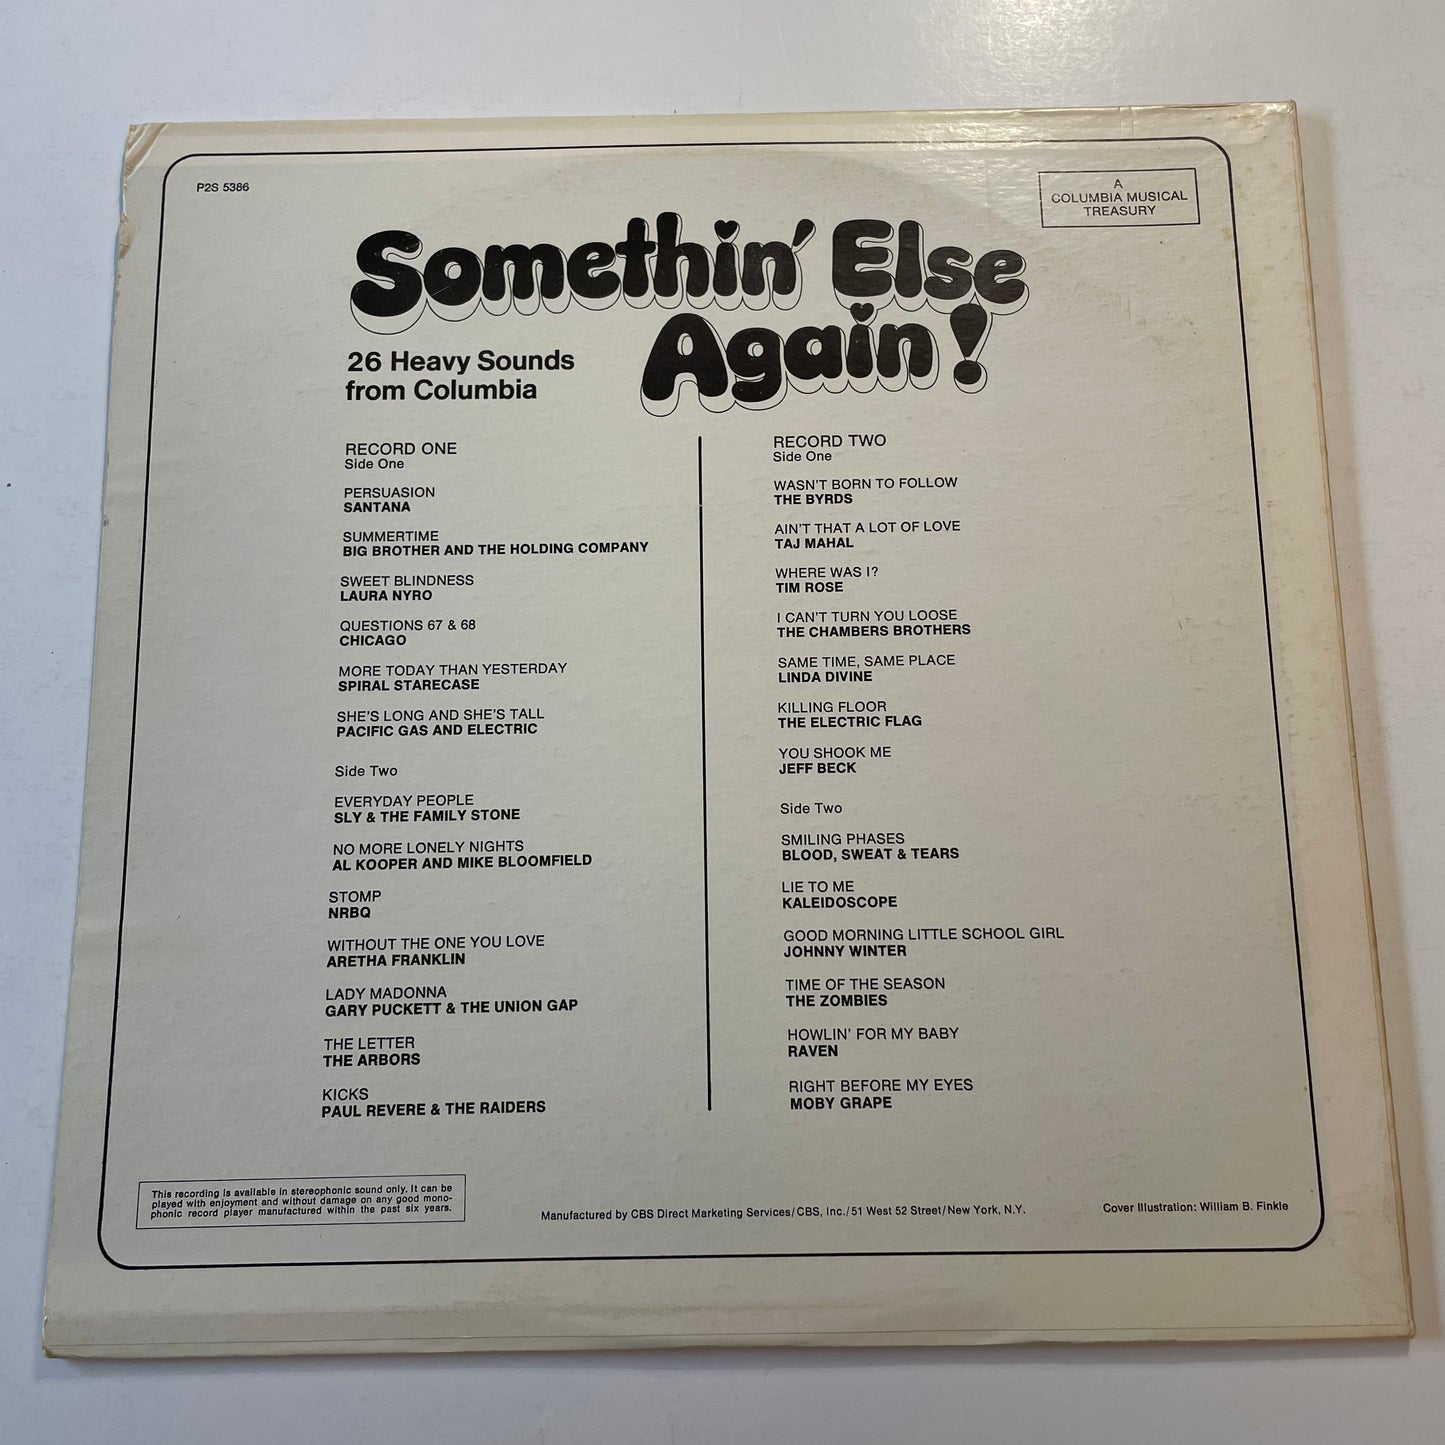 P2S 5386
A
COLUMBIA MUSICAL
TREASURY
Somethin' Else
Again!
26 Heavy Sounds
from Columbia
RECORD ONE
Side One
PERSUASION
SANTANA
SUMMERTIME
BIG BROTHER AND THE HOLDING COMPANY
SWEET BLINDNESS
LAURA NYRO
QUESTIONS 67 & 68
CHICAGO
MORE TODAY THAN YESTERDAY
SPIRAL STARECASE
SHE'S LONG AND SHE'S TALL
PACIFIC GAS AND ELECTRIC
Side Two
EVERYDAY PEOPLE
SLY & THE FAMILY STONE
NO MORE LONELY NIGHTS
AL KOOPER AND MIKE BLOOMFIELD
STOMP
NRBQ
WITHOUT THE ONE YOU LOVE
ARETHA FRANKLIN
LADY MADONNA
GARY PUCKETT & THE UNION GAP
THE LETTER
THE ARBORS
KICKS
PAUL REVERE & THE RAIDERS
RECORD TWO
Side One
WASN'T BORN TO FOLLOW
THE BYRDS
AIN'T THAT A LOT OF LOVE
TAJ MAHAL
WHERE WAS I?
TIM ROSE
I CAN'T TURN YOU LOOSE
THE CHAMBERS BROTHERS
SAME TIME, SAME PLACE
LINDA DIVINE
KILLING FLOOR
THE ELECTRIC FLAG
YOU SHOOK ME
JEFF BECK
Side Two
SMILING PHASES
BLOOD, SWEAT & TEARS
LIE TO ME
KALEIDOSCOPE
GOOD MORNING LITTLE SCHOOL GIRL
JOHNNY WINTER
TIME OF THE SEASON
THE ZOMBIES
HOWLIN' FOR MY BABY
RAVEN
RIGHT BEFORE MY EYES
MOBY GRAPE
This recording is available in stereophonic sound only. It can be
played with enjoyment and without damage on any good mono-
phonic record player manufactured within the past six years.
Manufactured by CBS Direct Marketing Services/CBS, Inc./51 West 52 Street/New York, N.Y.
Cover Illustration: William B. Finkle